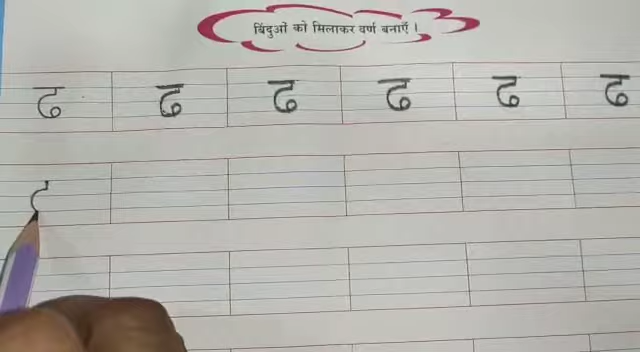 बिंदुओं को मिलाकर वर्ण बनाएँ ।
ढ ढ ढ ढ ढ ढ